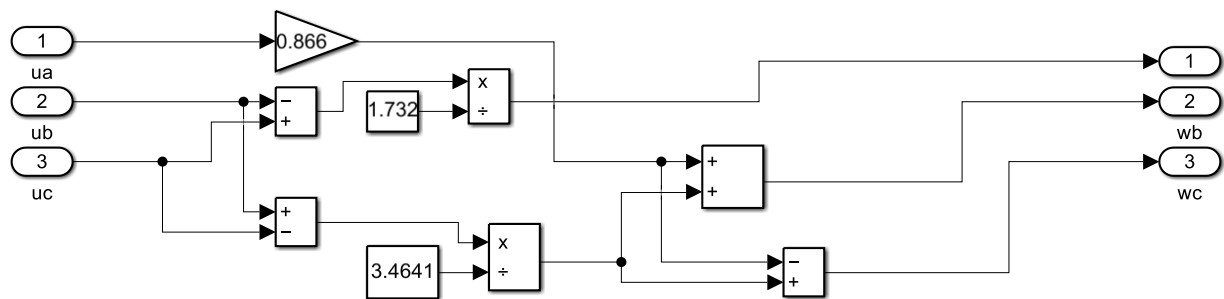 1
ua
0.866
2
ub
3
uc
−
+
1.732
x
÷
1
2
wb
3
wc
+
+
+
−
3.4641
x
÷
−
+